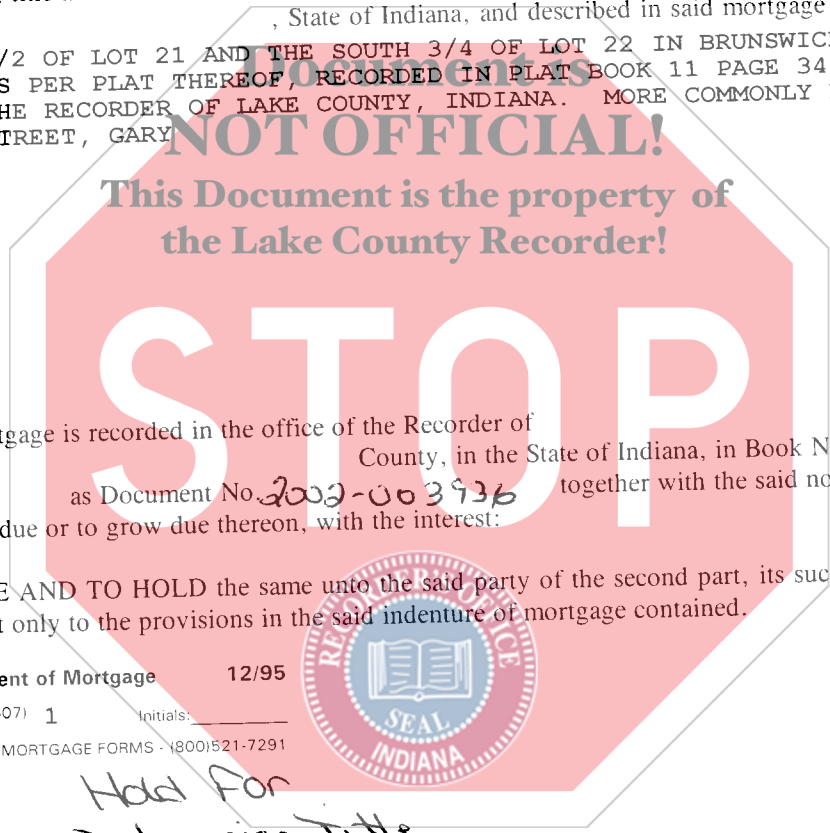 , State of Indiana, and described in said mortgage
/2 OF LOT 21 AND THE SOUTH 3/4 OF LOT 22 IN BRUNSWICK
S PER PLAT THEREOF, RECORDED IN PLAT BOOK 11 PAGE 34
HE RECORDER OF LAKE COUNTY, INDIANA. MORE COMMONLY
TREET, GARY
Document is
NOT OFFICIAL!
This Document is the property of
the Lake County Recorder!
STOP
tgage is recorded in the office of the Recorder of
County, in the State of Indiana, in Book N
as Document No. 2002-003936 together with the said no
due or to grow due thereon, with the interest:
E AND TO HOLD the same unto the said party of the second part, its suc
t only to the provisions in the said indenture of mortgage contained.
RECORDER'S OFFICE
SEAL
INDIANA
ent of Mortgage 12/95
507) 1 Initials:
MORTGAGE FORMS - (800)521-7291
Hold For
Title